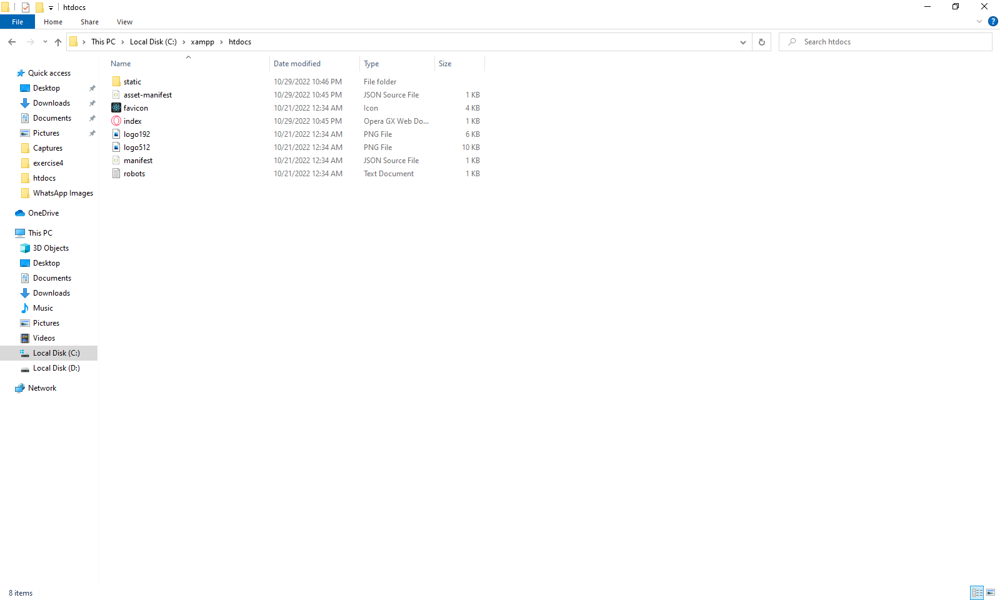 htdocs
File Home Share View
This PC Local Disk (C:) xampp htdocs Search htdocs
Quick access
Desktop
Downloads
Documents
Pictures
Captures
exercise4
htdocs
WhatsApp Images
OneDrive
This PC
3D Objects
Desktop
Documents
Downloads
Music
Pictures
Videos
Local Disk (C:)
Local Disk (D:)
Network
Name Date modified Type Size
static 10/29/2022 10:46 PM File folder
asset-manifest 10/29/2022 10:45 PM JSON Source File 1 KB
favicon 10/21/2022 12:34 AM Icon 4 KB
index 10/29/2022 10:45 PM Opera GX Web Do... 1 KB
logo192 10/21/2022 12:34 AM PNG File 6 KB
logo512 10/21/2022 12:34 AM PNG File 10 KB
manifest 10/21/2022 12:34 AM JSON Source File 1 KB
robots 10/21/2022 12:34 AM Text Document 1 KB
8 items